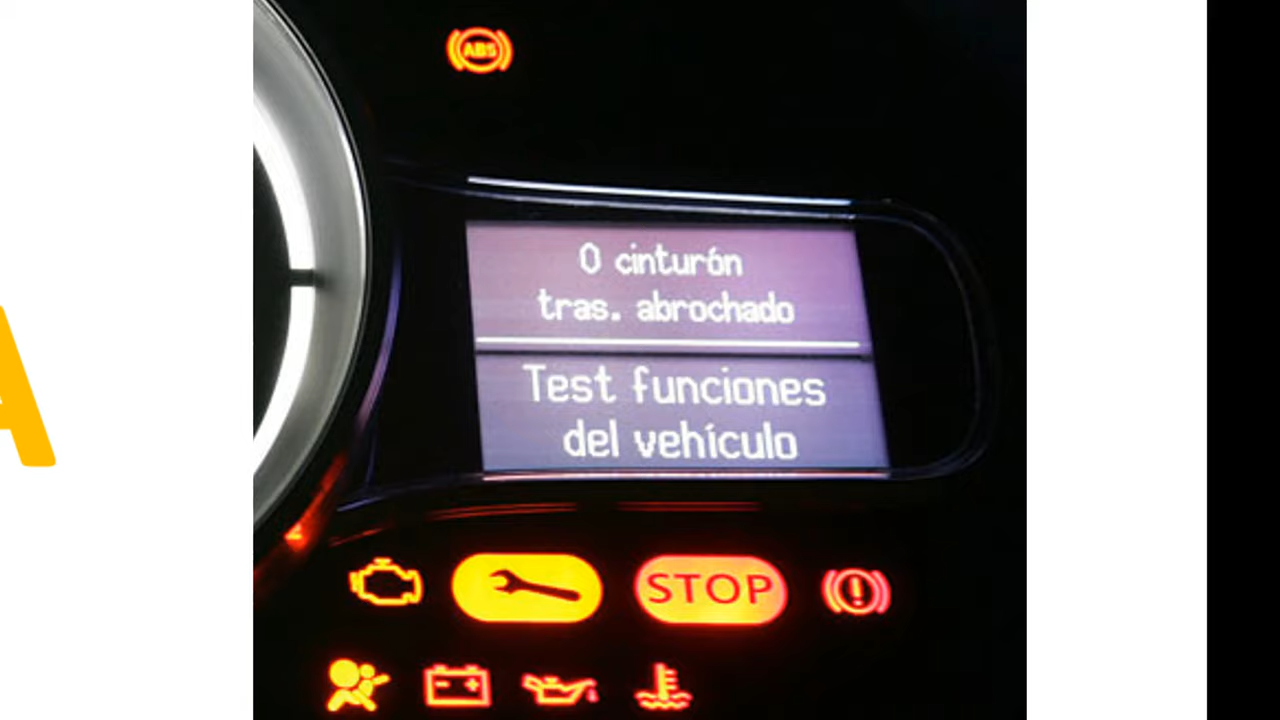 ABS
0 cinturón
tras. abrochado
Test funciones
del vehículo
STOP
A